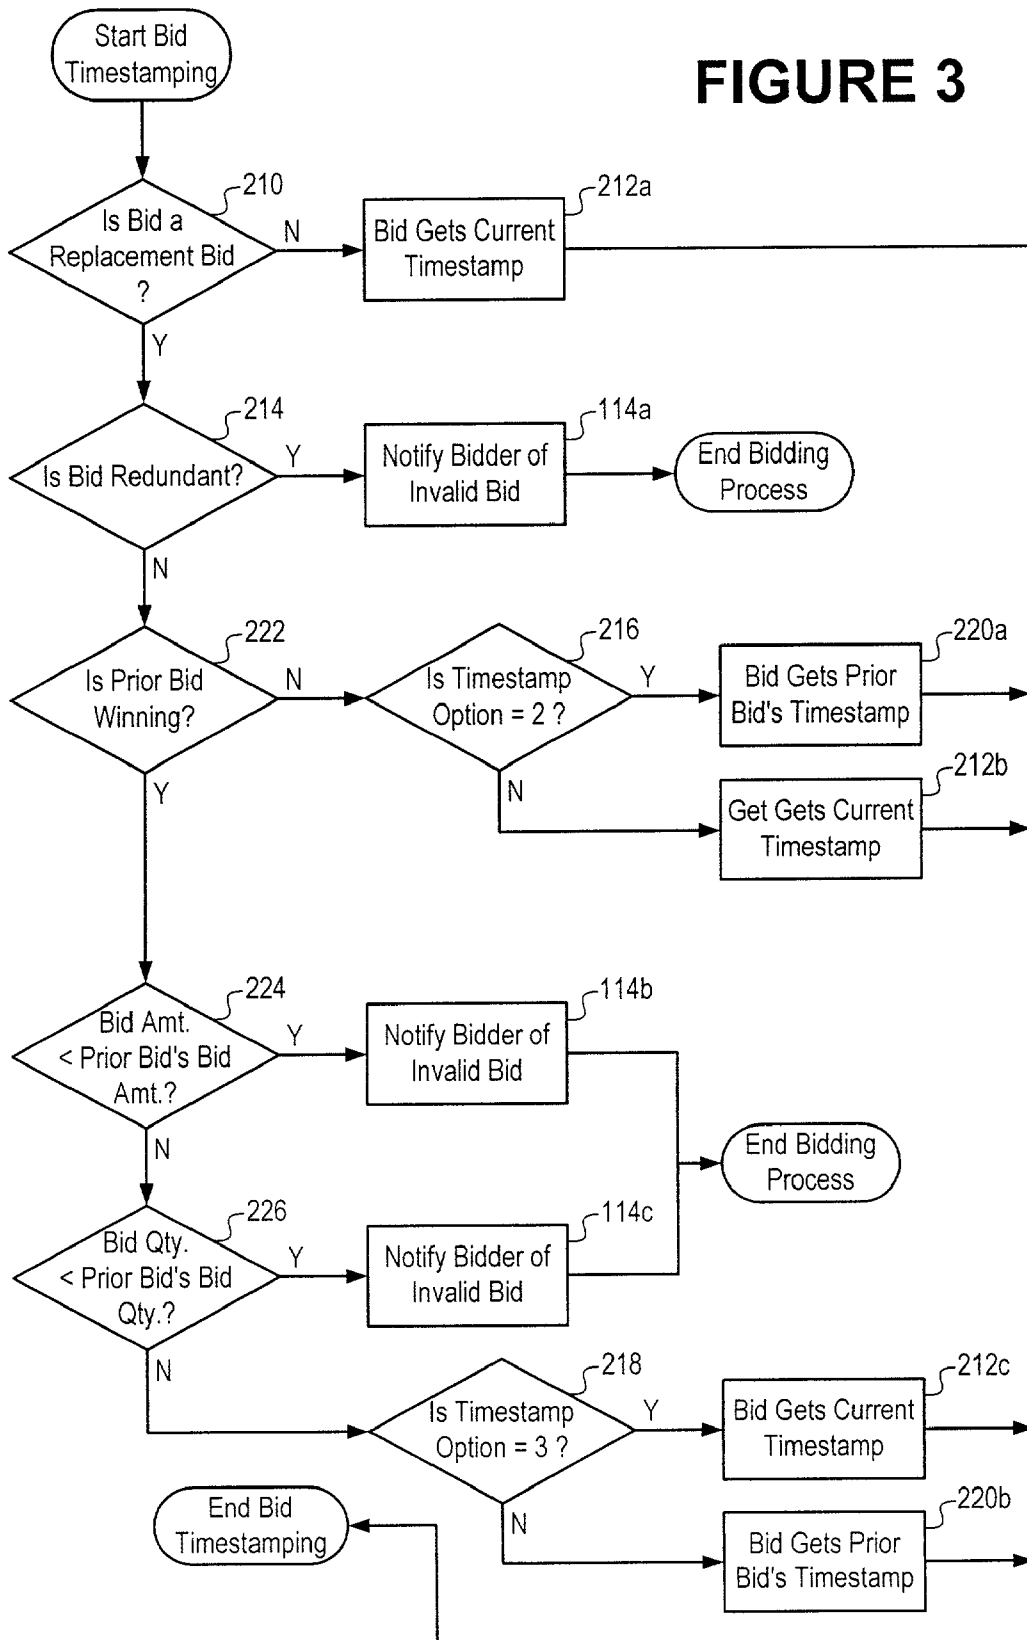 Start Bid
Timestamping
FIGURE 3
210
Is Bid a
Replacement Bid
?
N
Y
212a
Bid Gets Current
Timestamp
214
Is Bid Redundant?
Y
N
114a
Notify Bidder of
Invalid Bid
End Bidding
Process
222
Is Prior Bid
Winning?
N
Y
216
Is Timestamp
Option = 2 ?
Y
N
220a
Bid Gets Prior
Bid's Timestamp
212b
Get Gets Current
Timestamp
224
Bid Amt.
< Prior Bid's Bid
Amt.?
Y
N
114b
Notify Bidder of
Invalid Bid
End Bidding
Process
226
Bid Qty.
< Prior Bid's Bid
Qty.?
Y
N
114c
Notify Bidder of
Invalid Bid
218
Is Timestamp
Option = 3 ?
Y
N
212c
Bid Gets Current
Timestamp
220b
Bid Gets Prior
Bid's Timestamp
End Bid
Timestamping